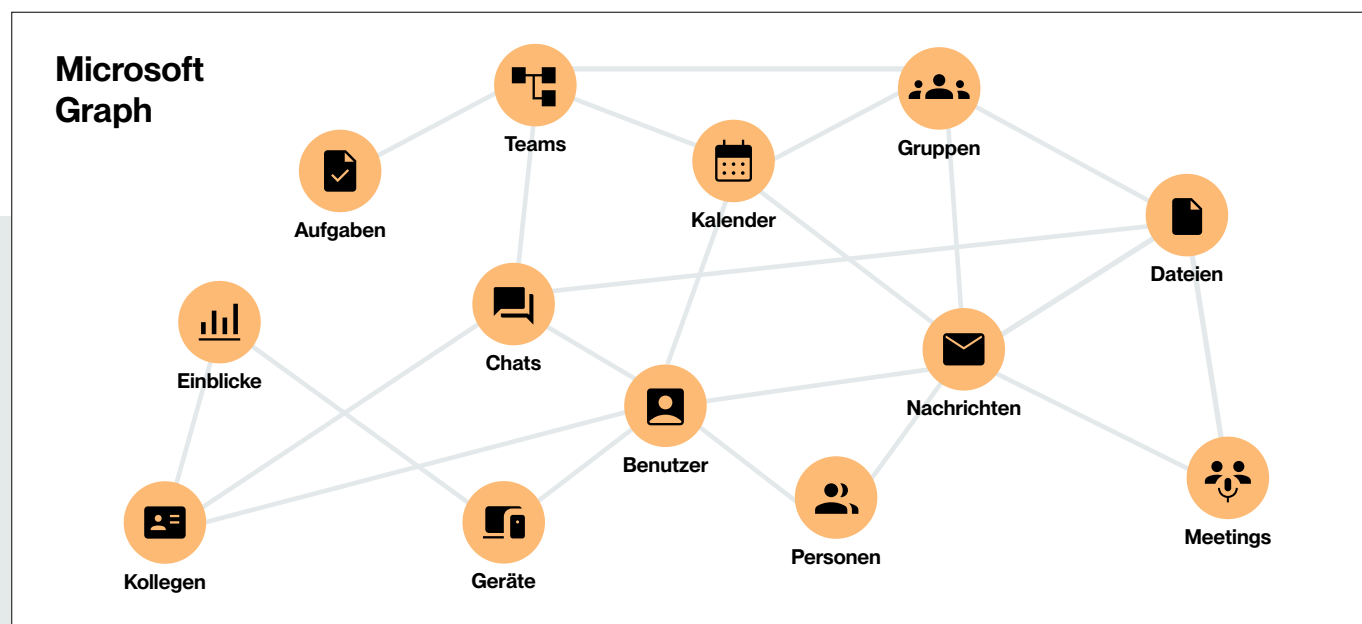 Microsoft
Graph
Teams
Gruppen
Aufgaben
Kalender
Dateien
Einblicke
Chats
Nachrichten
Benutzer
Kollegen
Geräte
Personen
Meetings